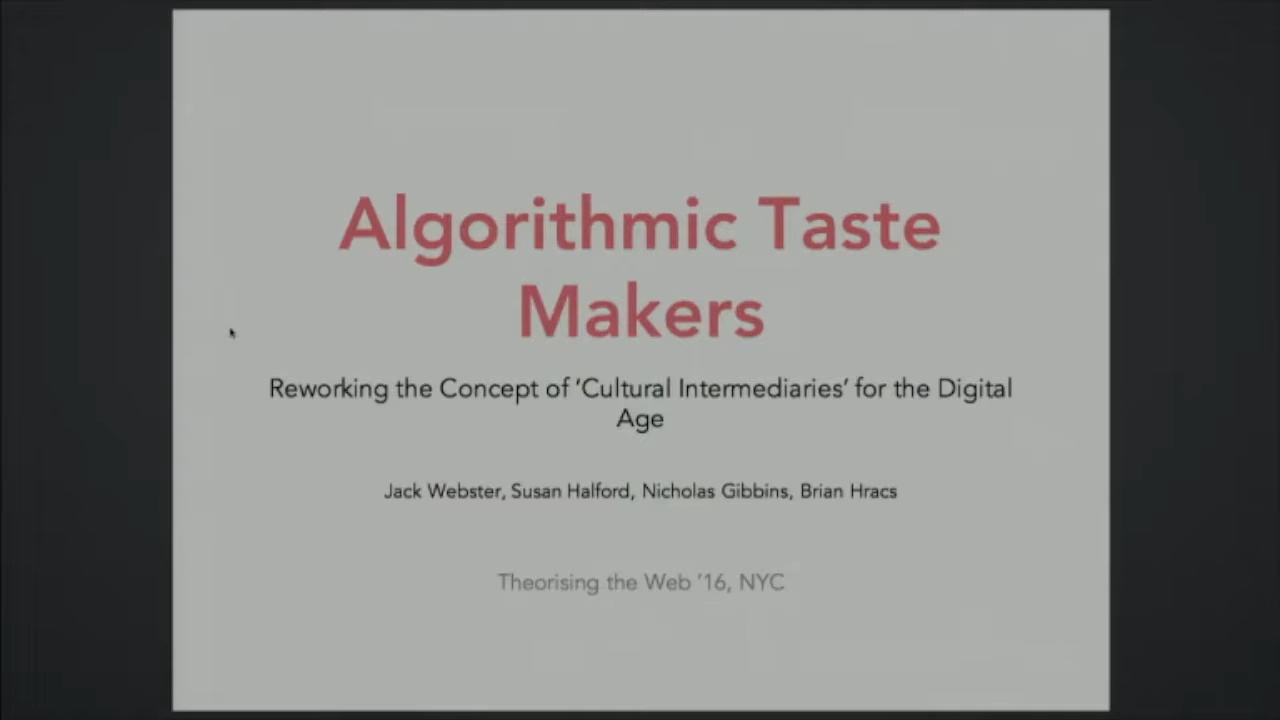 Algorithmic Taste
Makers
Reworking the Concept of ‘Cultural Intermediaries’ for the Digital
Age
Jack Webster, Susan Halford, Nicholas Gibbins, Brian Hracs
Theorising the Web ’16, NYC